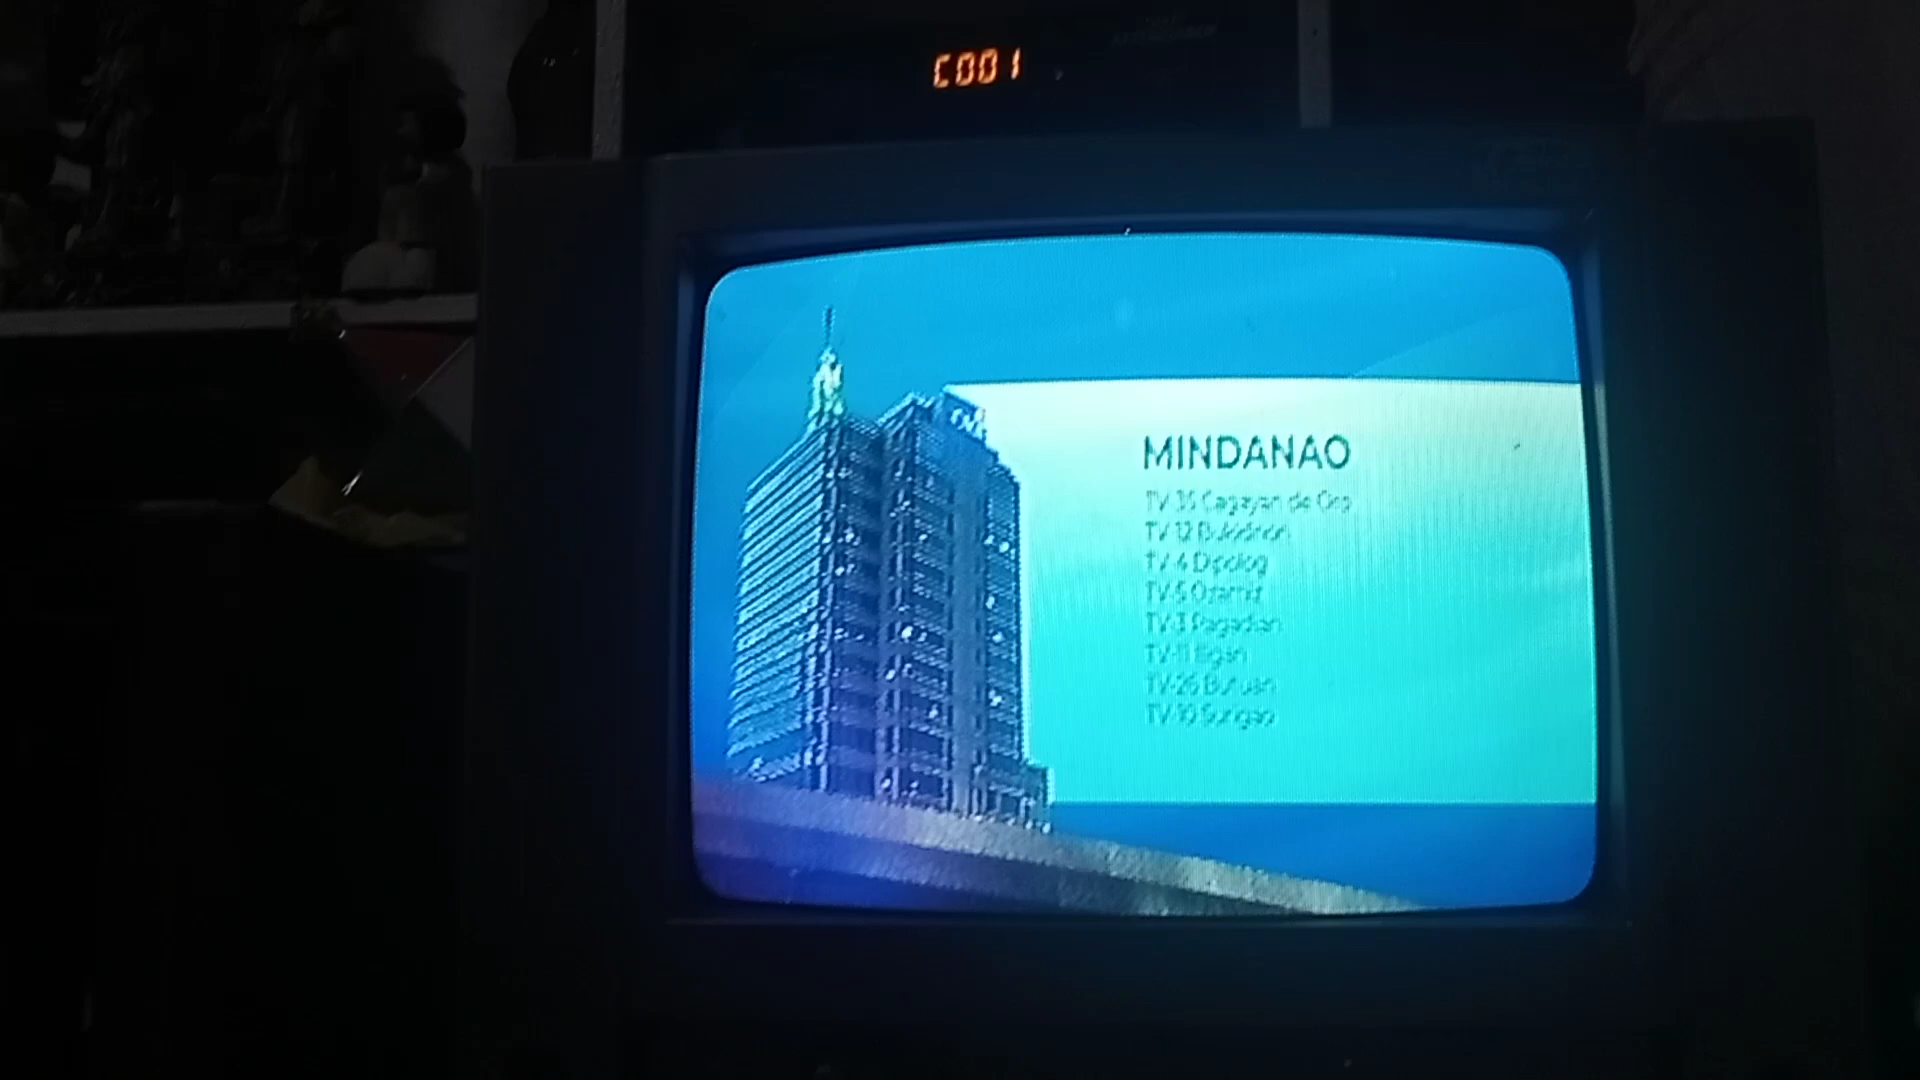 C001
MINDANAO
TV 35 Cagayan de Oro
TV 12 Bukidnon
TV 4 Dipolog
TV-5 Ozamiz
TV-3 Pagadian
TV-11 Iligan
TV-26 Butuan
TV-10 Surigao